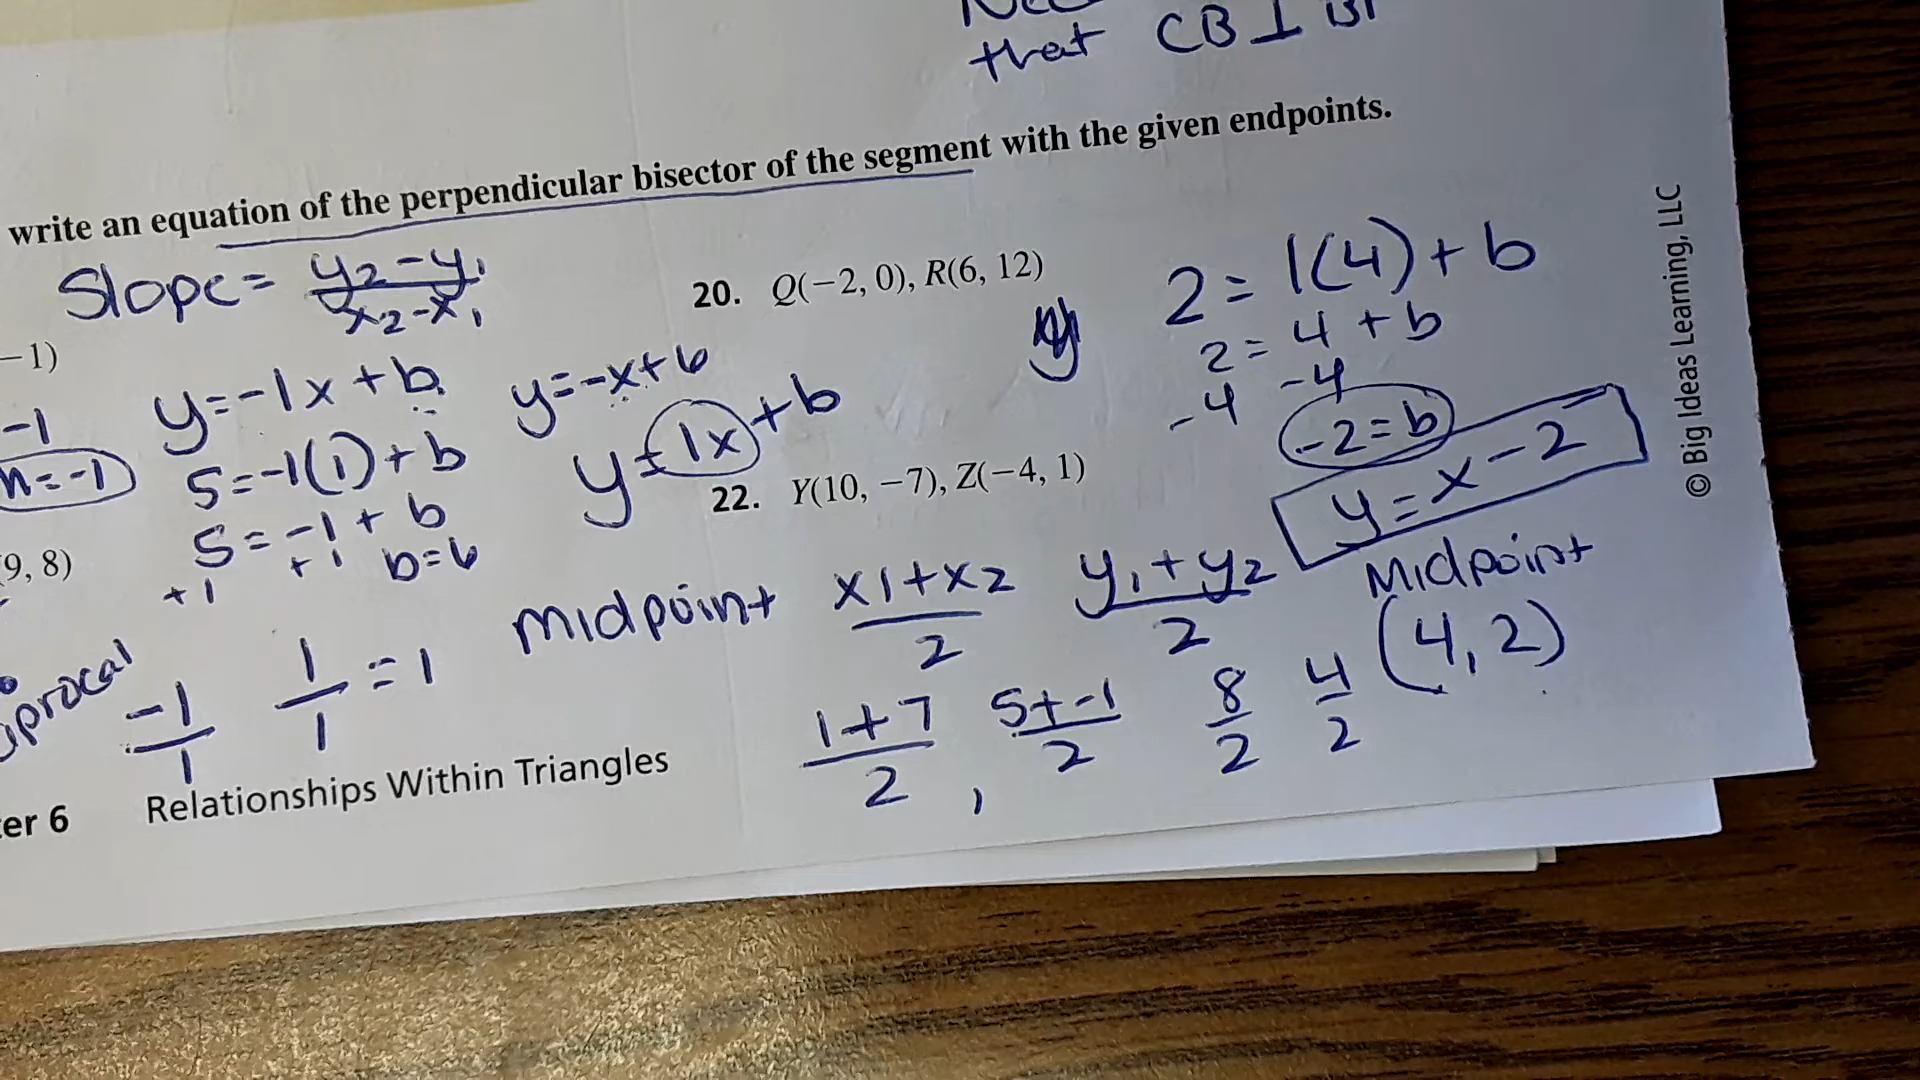 that CB ⊥
write an equation of the perpendicular bisector of the segment with the given endpoints.
Slope = y₂-y₁ / x₂-x₁
20. Q(−2, 0), R(6, 12)
2 = 1(4) + b
2 = 4 + b
-4 -4
-2 = b
y = x - 2
−1)
-1
m = -1
y = -1x + b
5 = -1(1) + b
5 = -1 + b
+1 +1 b = 6
y = -x + 6
y = 1x + b
22. Y(10, −7), Z(−4, 1)
9, 8)
midpoint x1+x2 / 2 y₁+y₂ / 2
Midpoint
(4, 2)
1+7 / 2 , 5+-1 / 2 8/2 4/2
procal
-1/1 1/1 = 1
er 6 Relationships Within Triangles
© Big Ideas Learning, LLC